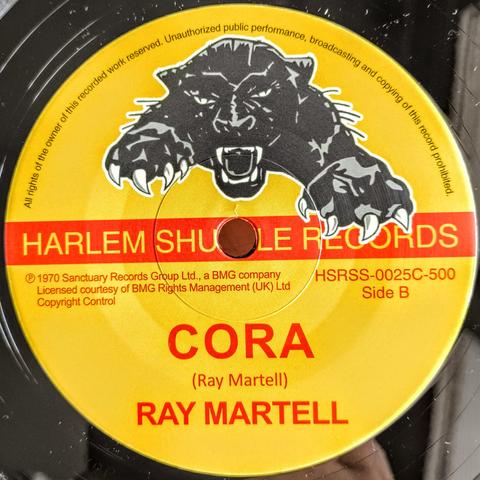 All rights of the owner of this recorded work reserved. Unauthorized public performance, broadcasting and copying of this record prohibited.
HARLEM SHUFFLE RECORDS
℗ 1970 Sanctuary Records Group Ltd., a BMG company
Licensed courtesy of BMG Rights Management (UK) Ltd
Copyright Control
HSRSS-0025C-500
Side B
CORA
(Ray Martell)
RAY MARTELL